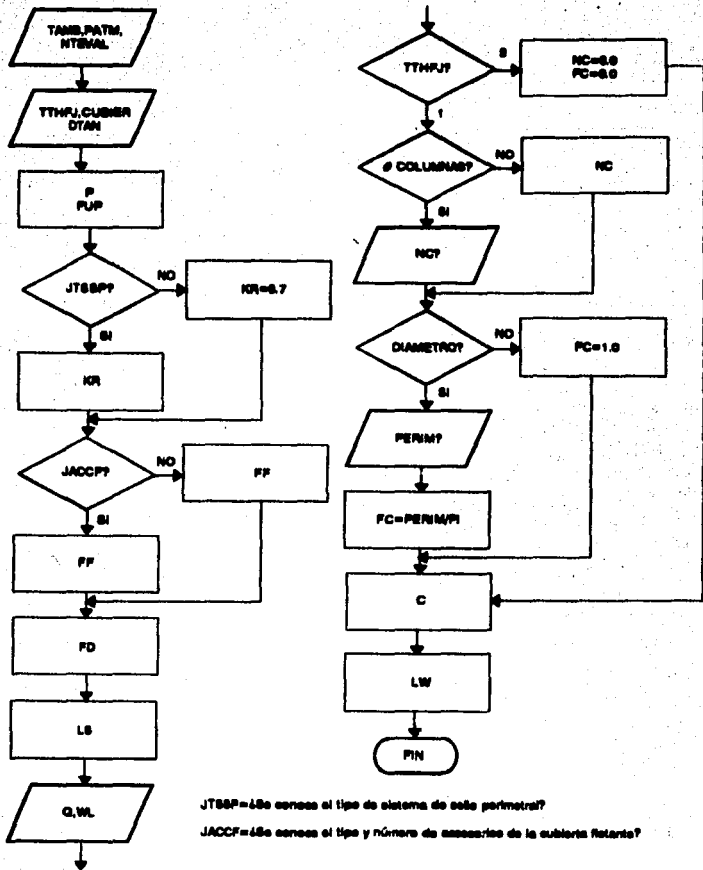 TAMB,PATM,
NTEVAL
TTHFJ,CUBIER
DTAN
P
FUP
JTSSP?
NO
KR=6.7
SI
KR
JACCF?
NO
FF
SI
FF
FD
LS
Q,WL
TTHFJ?
2
NC=0.0
FC=0.0
1
# COLUMNAS?
NO
NC
SI
NC?
DIAMETRO?
NO
FC=1.0
SI
PERIM?
FC=PERIM/PI
C
LW
FIN
JTSSP=¿Se conoce el tipo de sistema de sello perimetral?
JACCF=¿Se conoce el tipo y número de accesorios de la cubierta flotante?